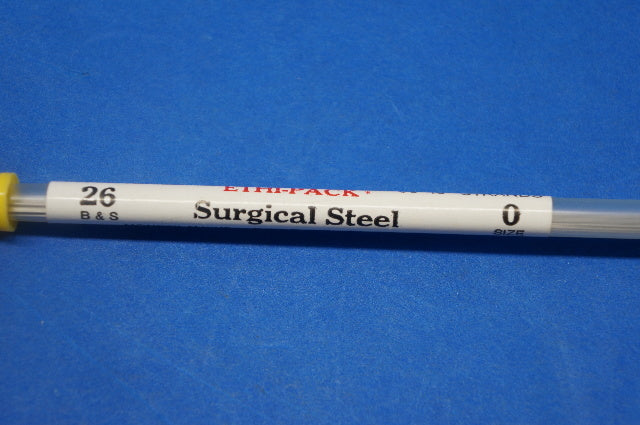 ETHI-PACK
26
B & S
Surgical Steel
0
SIZE